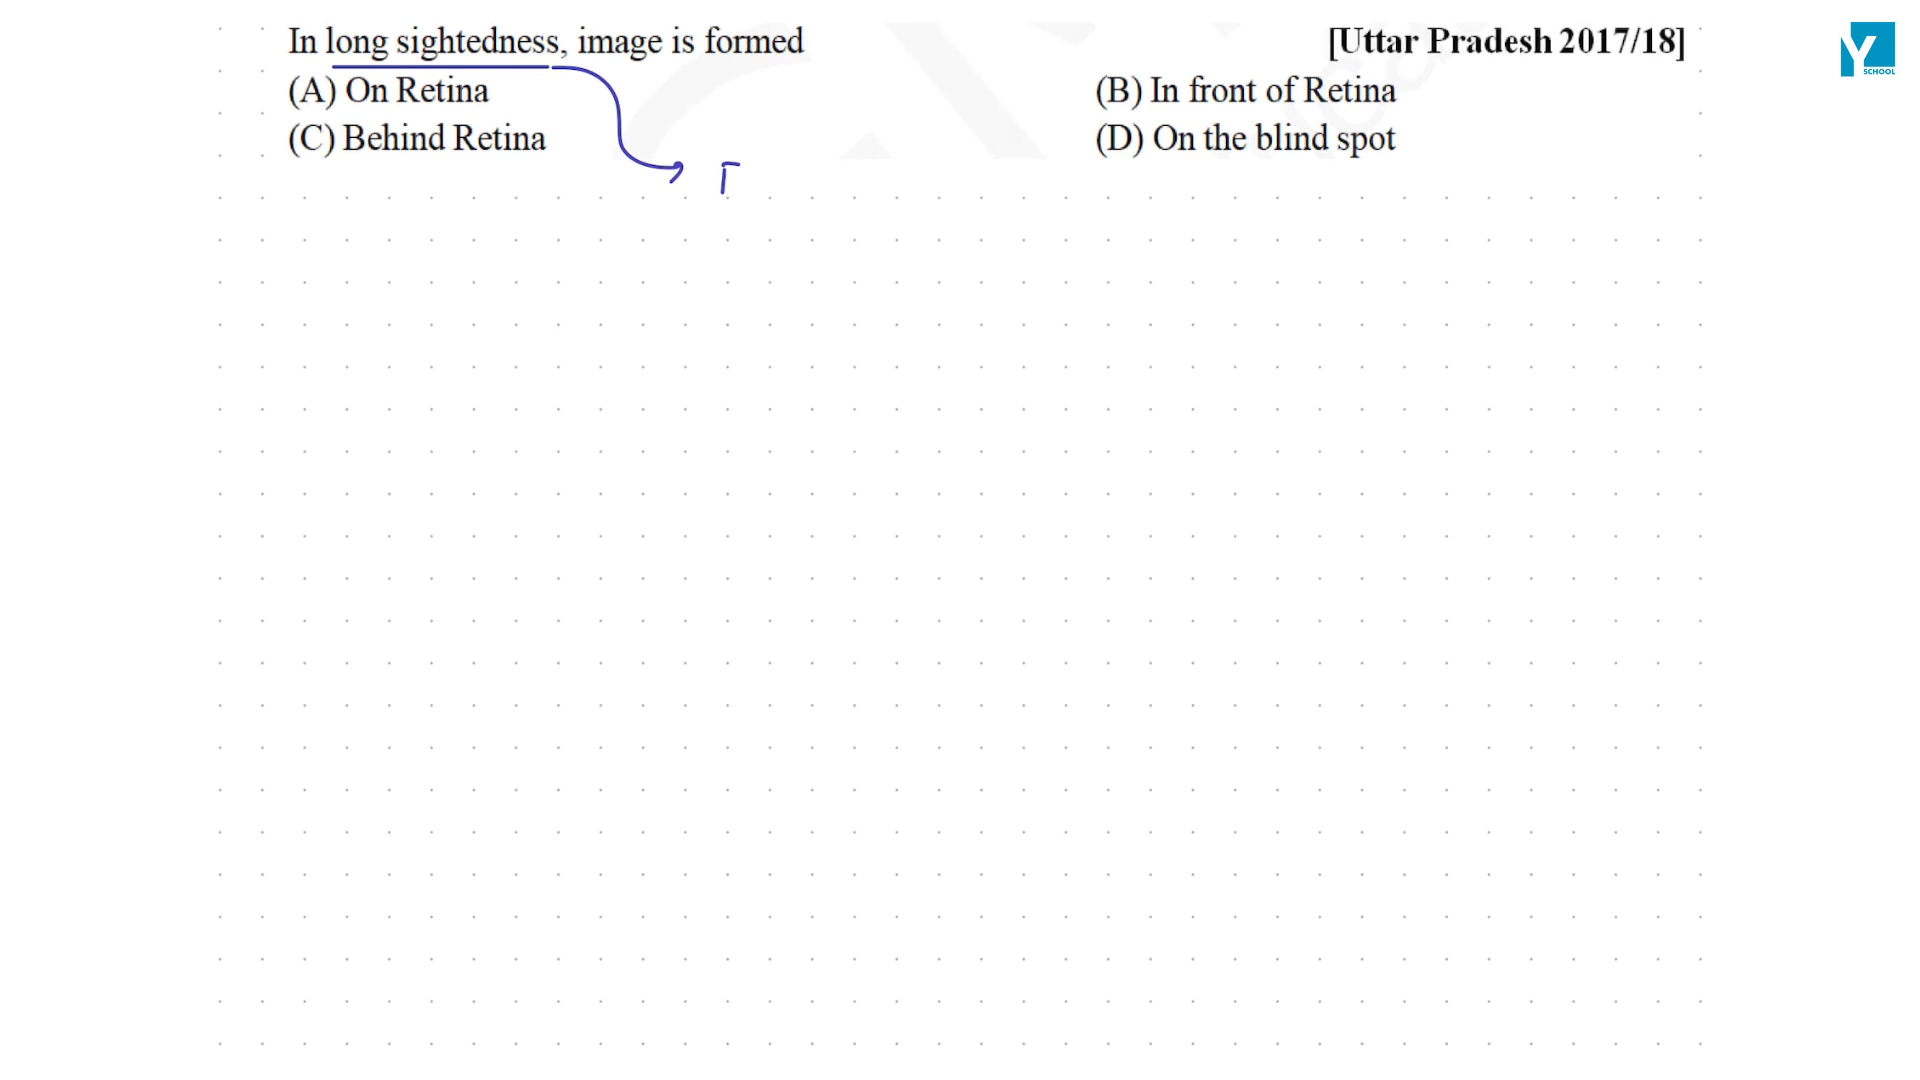 In long sightedness, image is formed [Uttar Pradesh 2017/18]
(A) On Retina (B) In front of Retina
(C) Behind Retina (D) On the blind spot
Y SCHOOL